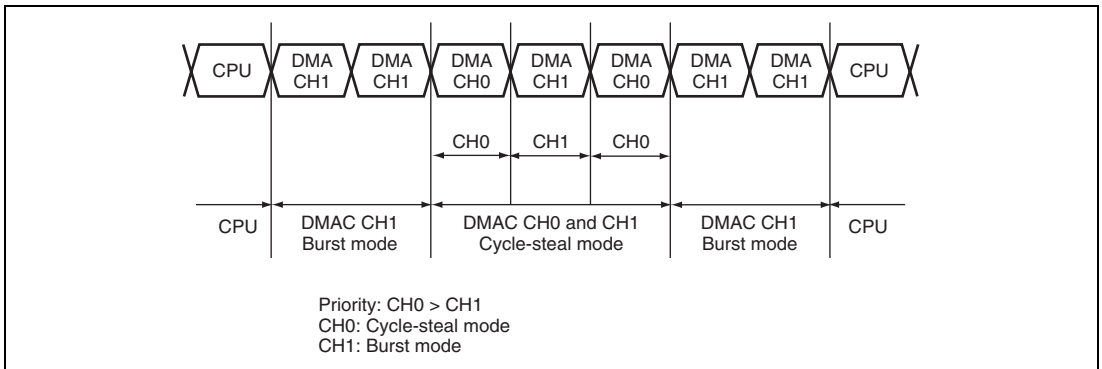 CPU DMA CH1 DMA CH1 DMA CH0 DMA CH1 DMA CH0 DMA CH1 DMA CH1 CPU
CH0 CH1 CH0
CPU DMAC CH1 DMAC CH0 and CH1 DMAC CH1 CPU
Burst mode Cycle-steal mode Burst mode
Priority: CH0 > CH1
CH0: Cycle-steal mode
CH1: Burst mode